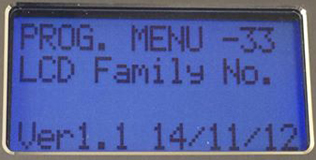 PROG. MENU -33
LCD Family No.
Ver1.1 14/11/12